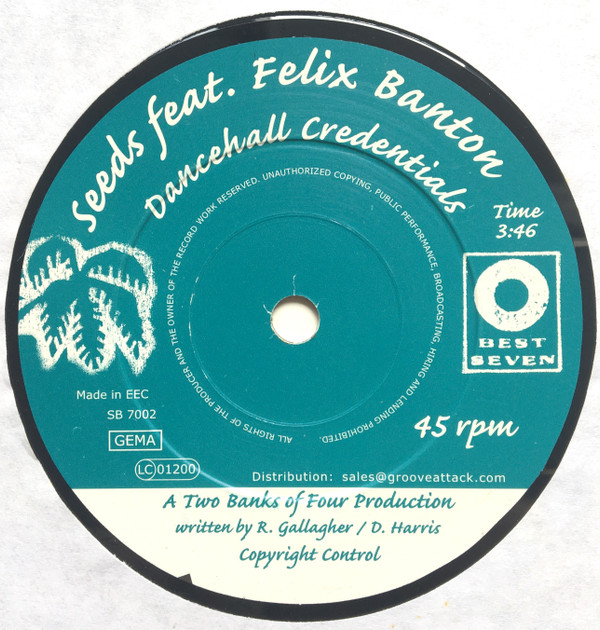 Seeds feat. Felix Banton
Dancehall Credentials
Time
3:46
ALL RIGHTS OF THE PRODUCER AND THE OWNER OF THE RECORD WORK RESERVED. UNAUTHORIZED COPYING, PUBLIC PERFORMANCE, BROADCASTING, HIRING AND LENDING PROHIBITED.
BEST
SEVEN
Made in EEC
SB 7002
GEMA
LC 01200
45 rpm
Distribution: sales@grooveattack.com
A Two Banks of Four Production
written by R. Gallagher / D. Harris
Copyright Control